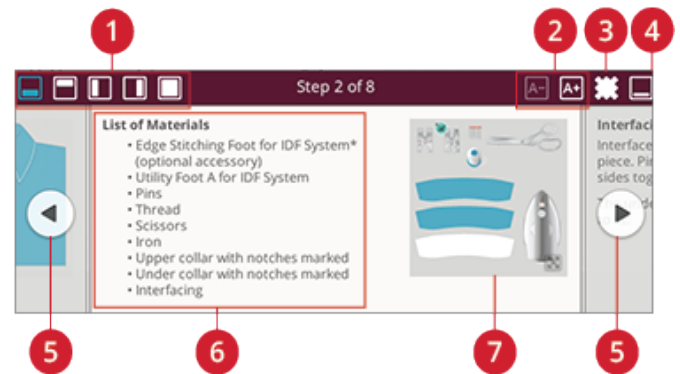 1
2
3
4
A-
A+
Step 2 of 8
List of Materials
• Edge Stitching Foot for IDF System*
(optional accessory)
• Utility Foot A for IDF System
• Pins
• Thread
• Scissors
• Iron
• Upper collar with notches marked
• Under collar with notches marked
• Interfacing
Interfaci
Interface
piece. Pi
sides tog
5
6
7
5